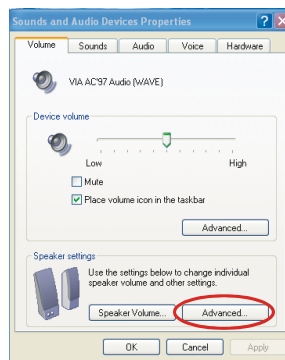 Sounds and Audio Devices Properties
Volume Sounds Audio Voice Hardware
VIA AC'97 Audio (WAVE)
Device volume
Low High
Mute
Place volume icon in the taskbar
Advanced...
Speaker settings
Use the settings below to change individual
speaker volume and other settings.
Speaker Volume... Advanced...
OK Cancel Apply